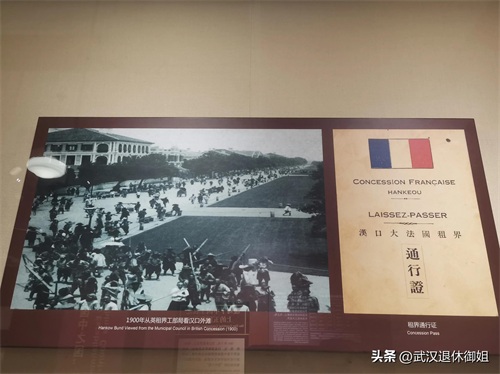 CONCESSION FRANÇAISE
HANKEOU
LAISSEZ-PASSER
漢口大法國租界
通行證
1900年从英租界工部局看汉口外滩
Hankow Bund Viewed from the Municipal Council in British Concession (1900)
租界通行证
Concession Pass
头条 @武汉退休御姐